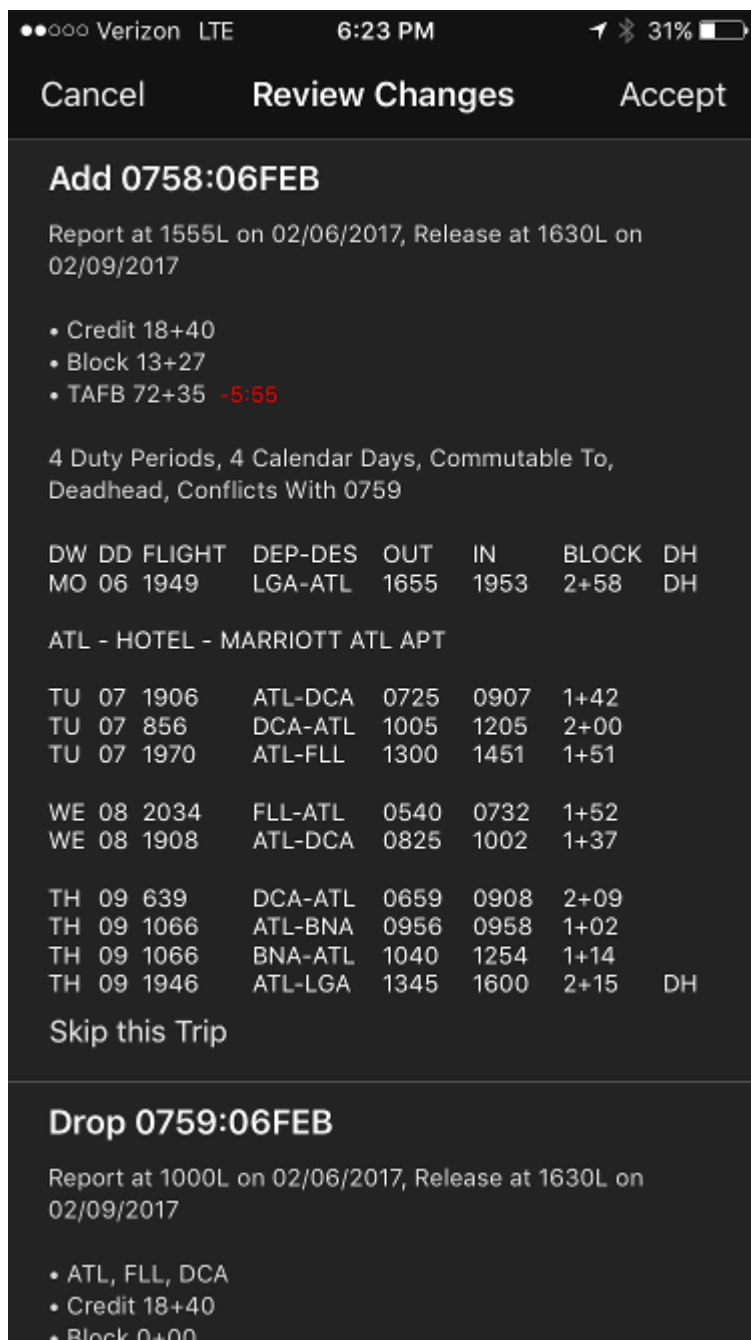 Verizon LTE 6:23 PM 31%
Cancel Review Changes Accept
Add 0758:06FEB
Report at 1555L on 02/06/2017, Release at 1630L on
02/09/2017
• Credit 18+40
• Block 13+27
• TAFB 72+35 -5:55
4 Duty Periods, 4 Calendar Days, Commutable To,
Deadhead, Conflicts With 0759
DW DD FLIGHT DEP-DES OUT IN BLOCK DH
MO 06 1949 LGA-ATL 1655 1953 2+58 DH
ATL - HOTEL - MARRIOTT ATL APT
TU 07 1906 ATL-DCA 0725 0907 1+42
TU 07 856 DCA-ATL 1005 1205 2+00
TU 07 1970 ATL-FLL 1300 1451 1+51
WE 08 2034 FLL-ATL 0540 0732 1+52
WE 08 1908 ATL-DCA 0825 1002 1+37
TH 09 639 DCA-ATL 0659 0908 2+09
TH 09 1066 ATL-BNA 0956 0958 1+02
TH 09 1066 BNA-ATL 1040 1254 1+14
TH 09 1946 ATL-LGA 1345 1600 2+15 DH
Skip this Trip
Drop 0759:06FEB
Report at 1000L on 02/06/2017, Release at 1630L on
02/09/2017
• ATL, FLL, DCA
• Credit 18+40
• Block 0+00